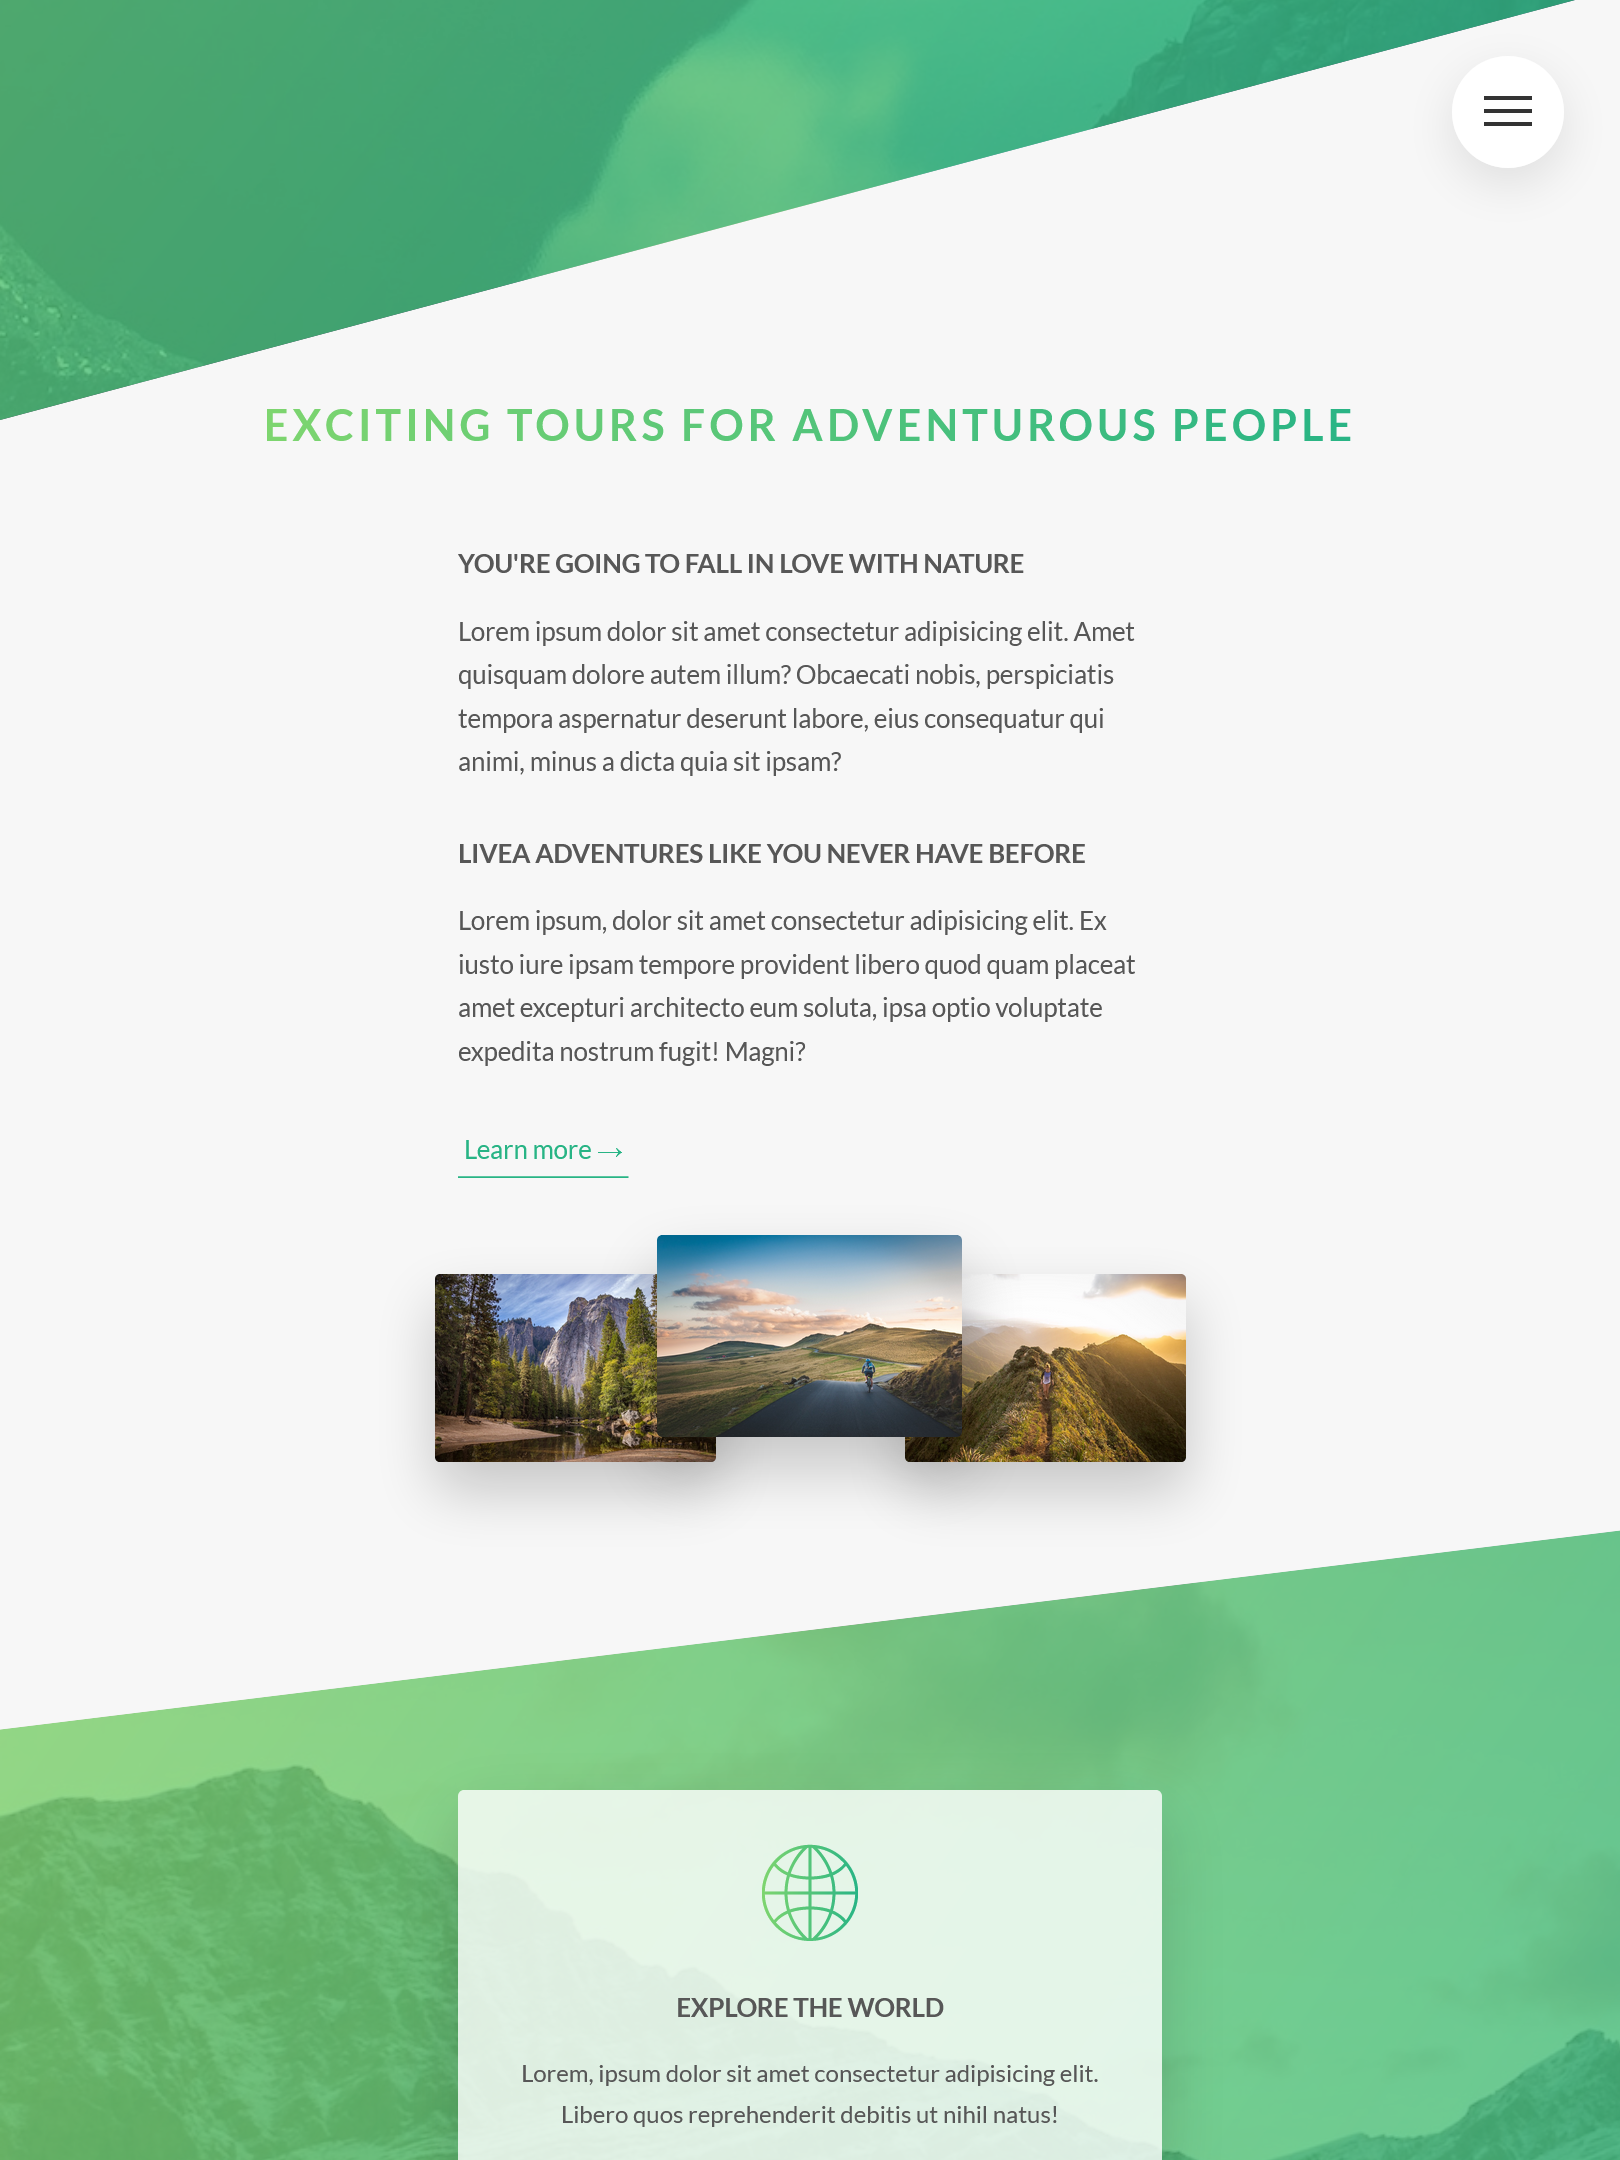 EXCITING TOURS FOR ADVENTUROUS PEOPLE
YOU'RE GOING TO FALL IN LOVE WITH NATURE
Lorem ipsum dolor sit amet consectetur adipisicing elit. Amet
quisquam dolore autem illum? Obcaecati nobis, perspiciatis
tempora aspernatur deserunt labore, eius consequatur qui
animi, minus a dicta quia sit ipsam?
LIVEA ADVENTURES LIKE YOU NEVER HAVE BEFORE
Lorem ipsum, dolor sit amet consectetur adipisicing elit. Ex
iusto iure ipsam tempore provident libero quod quam placeat
amet excepturi architecto eum soluta, ipsa optio voluptate
expedita nostrum fugit! Magni?
Learn more →
EXPLORE THE WORLD
Lorem, ipsum dolor sit amet consectetur adipisicing elit.
Libero quos reprehenderit debitis ut nihil natus!